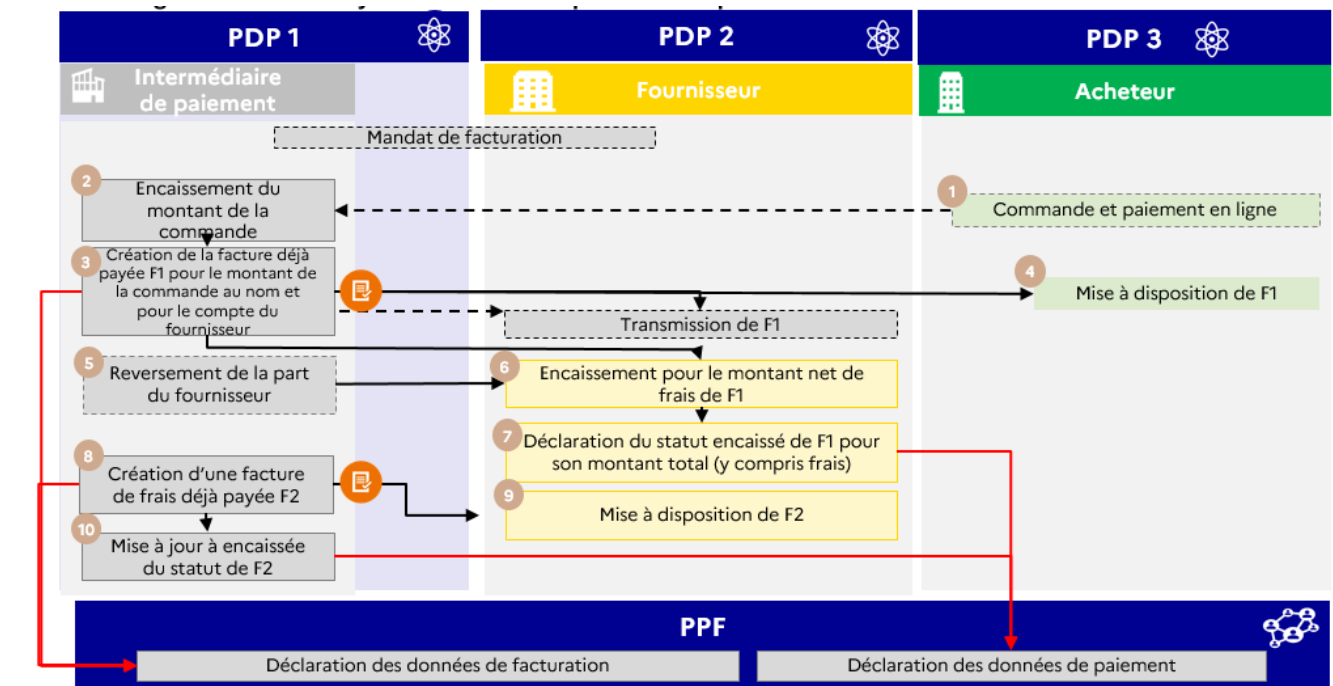 PDP 1
PDP 2
PDP 3
Intermédiaire
de paiement
Fournisseur
Acheteur
Mandat de facturation
2
Encaissement du
montant de la
commande
1
Commande et paiement en ligne
3
Création de la facture déjà
payée F1 pour le montant de
la commande au nom et
pour le compte du
fournisseur
4
Mise à disposition de F1
Transmission de F1
5
Reversement de la part
du fournisseur
6
Encaissement pour le montant net de
frais de F1
7
Déclaration du statut encaissé de F1 pour
son montant total (y compris frais)
8
Création d'une facture
de frais déjà payée F2
9
Mise à disposition de F2
10
Mise à jour à encaissée
du statut de F2
PPF
Déclaration des données de facturation
Déclaration des données de paiement